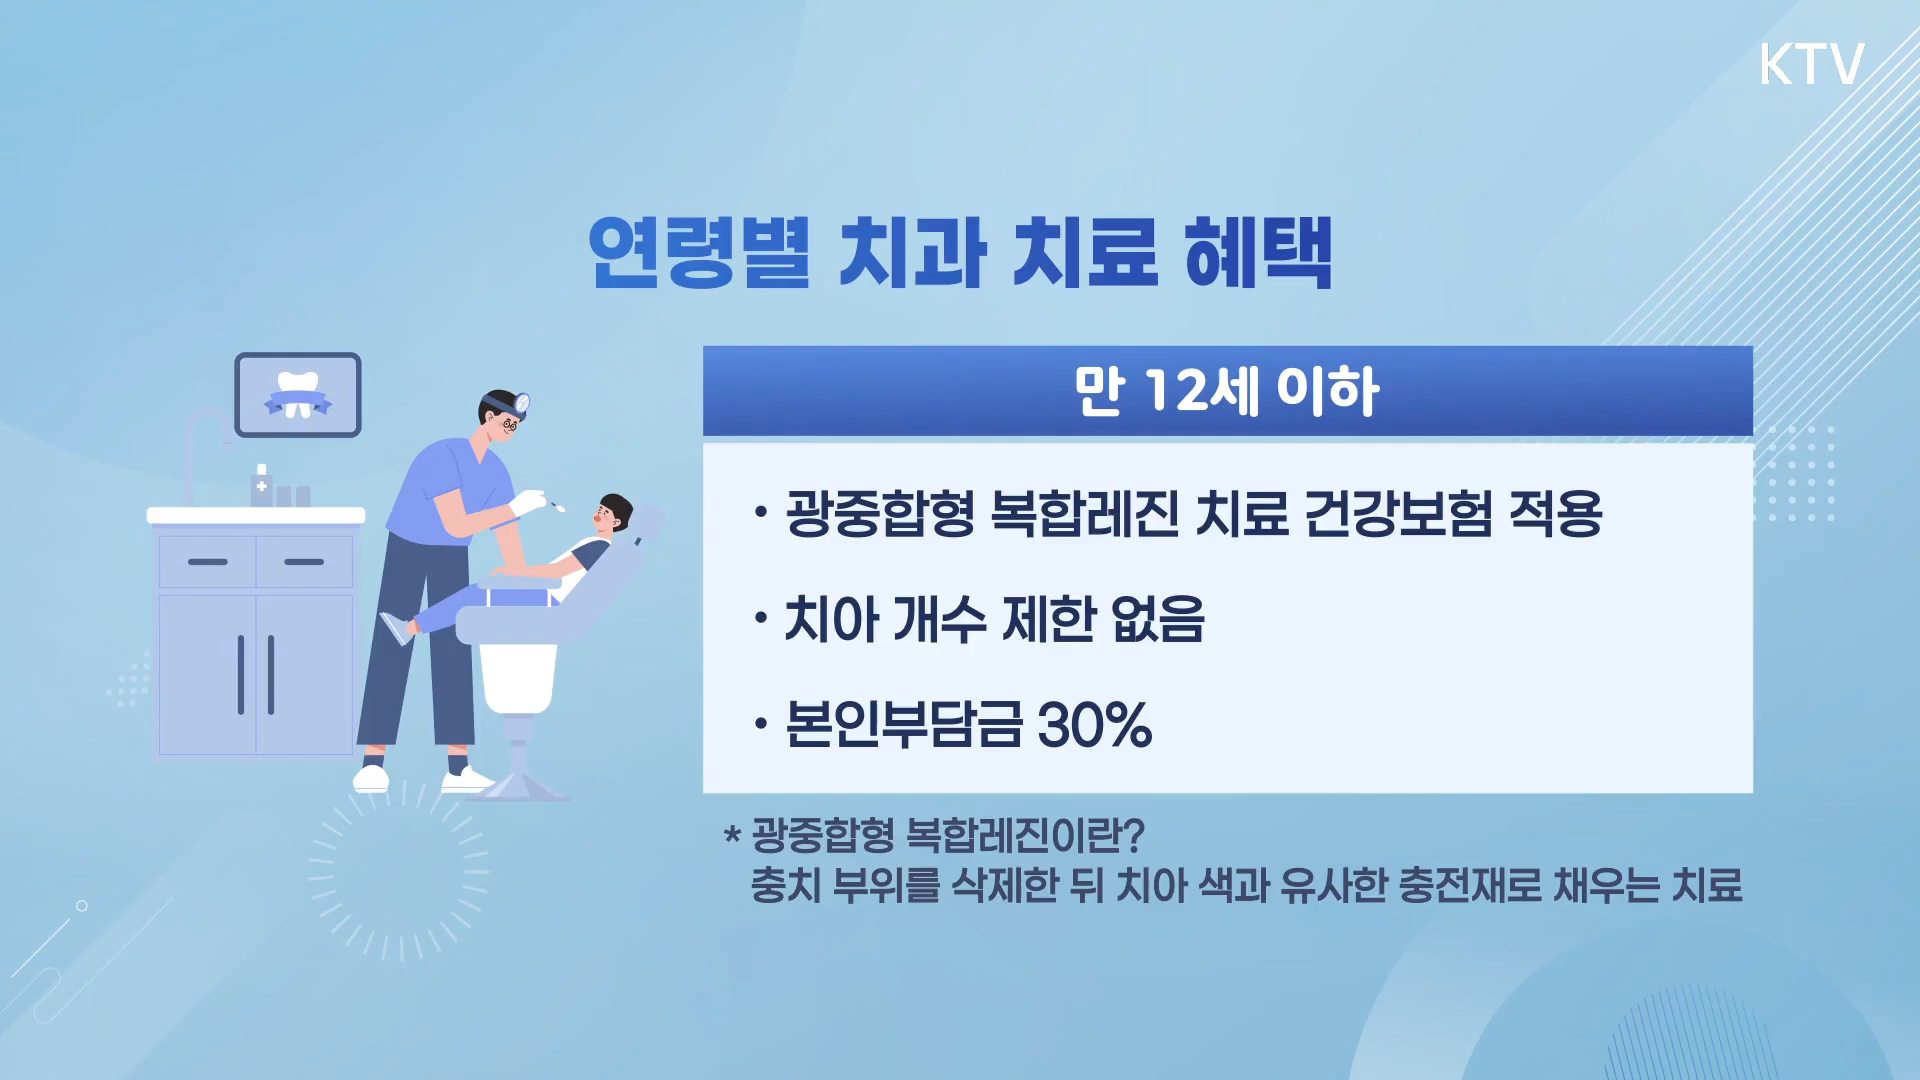 KTV
연령별 치과 치료 혜택
만 12세 이하
· 광중합형 복합레진 치료 건강보험 적용
· 치아 개수 제한 없음
· 본인부담금 30%
* 광중합형 복합레진이란?
충치 부위를 삭제한 뒤 치아 색과 유사한 충전재로 채우는 치료